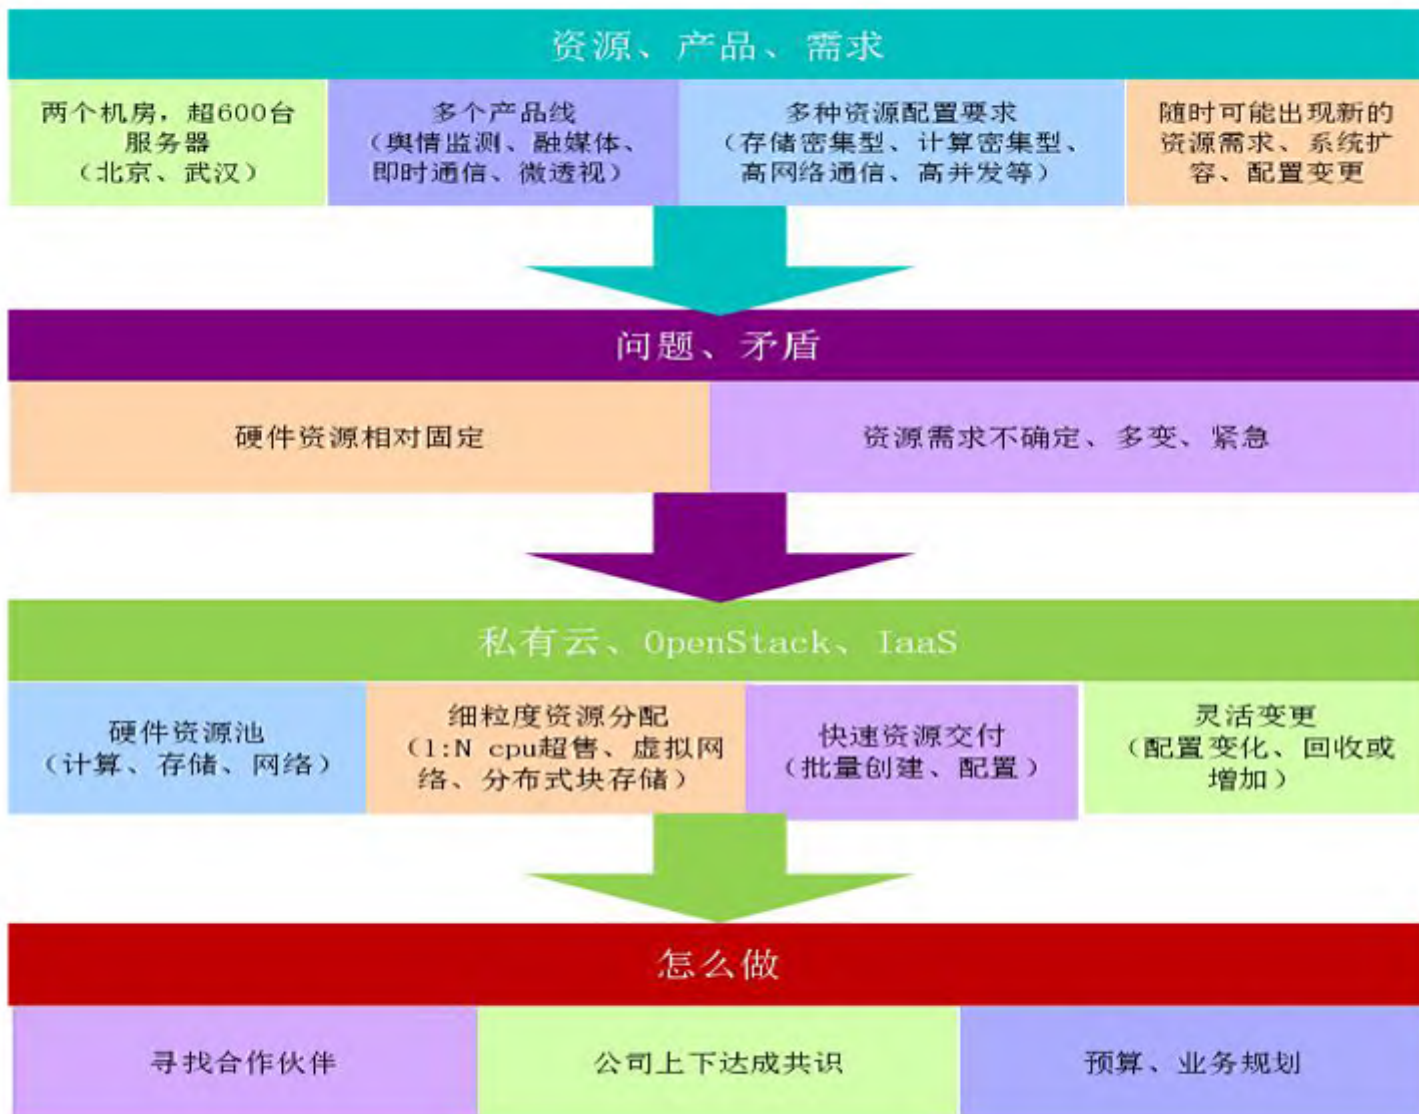 资源、产品、需求
两个机房，超600台
服务器
（北京、武汉）
多个产品线
（舆情监测、融媒体、
即时通信、微透视）
多种资源配置要求
（存储密集型、计算密集型、
高网络通信、高并发等）
随时可能出现新的
资源需求、系统扩
容、配置变更
问题、矛盾
硬件资源相对固定
资源需求不确定、多变、紧急
私有云、OpenStack、IaaS
硬件资源池
（计算、存储、网络）
细粒度资源分配
（1:N cpu超售、虚拟网
络、分布式块存储）
快速资源交付
（批量创建、配置）
灵活变更
（配置变化、回收或
增加）
怎么做
寻找合作伙伴
公司上下达成共识
预算、业务规划